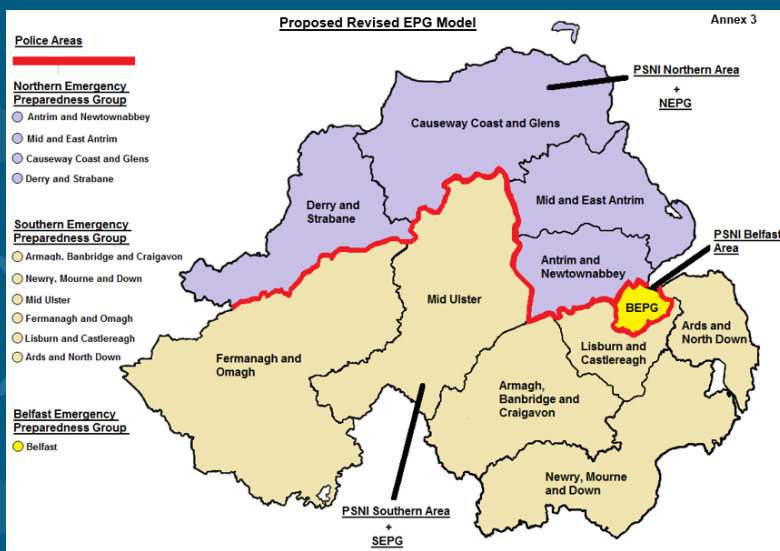 Proposed Revised EPG Model
Annex 3
Police Areas
Northern Emergency
Preparedness Group
Antrim and Newtownabbey
Mid and East Antrim
Causeway Coast and Glens
Derry and Strabane
Southern Emergency
Preparedness Group
Armagh, Banbridge and Craigavon
Newry, Mourne and Down
Mid Ulster
Fermanagh and Omagh
Lisburn and Castlereagh
Ards and North Down
Belfast Emergency
Preparedness Group
Belfast
PSNI Northern Area
+
NEPG
Causeway Coast and Glens
Derry and
Strabane
Mid and East Antrim
PSNI Belfast
Area
Antrim and
Newtownabbey
Mid Ulster
BEPG
Ards and
North Down
Lisburn and
Castlereagh
Fermanagh and
Omagh
Armagh,
Banbridge and
Craigavon
Newry, Mourne
and Down
PSNI Southern Area
+
SEPG